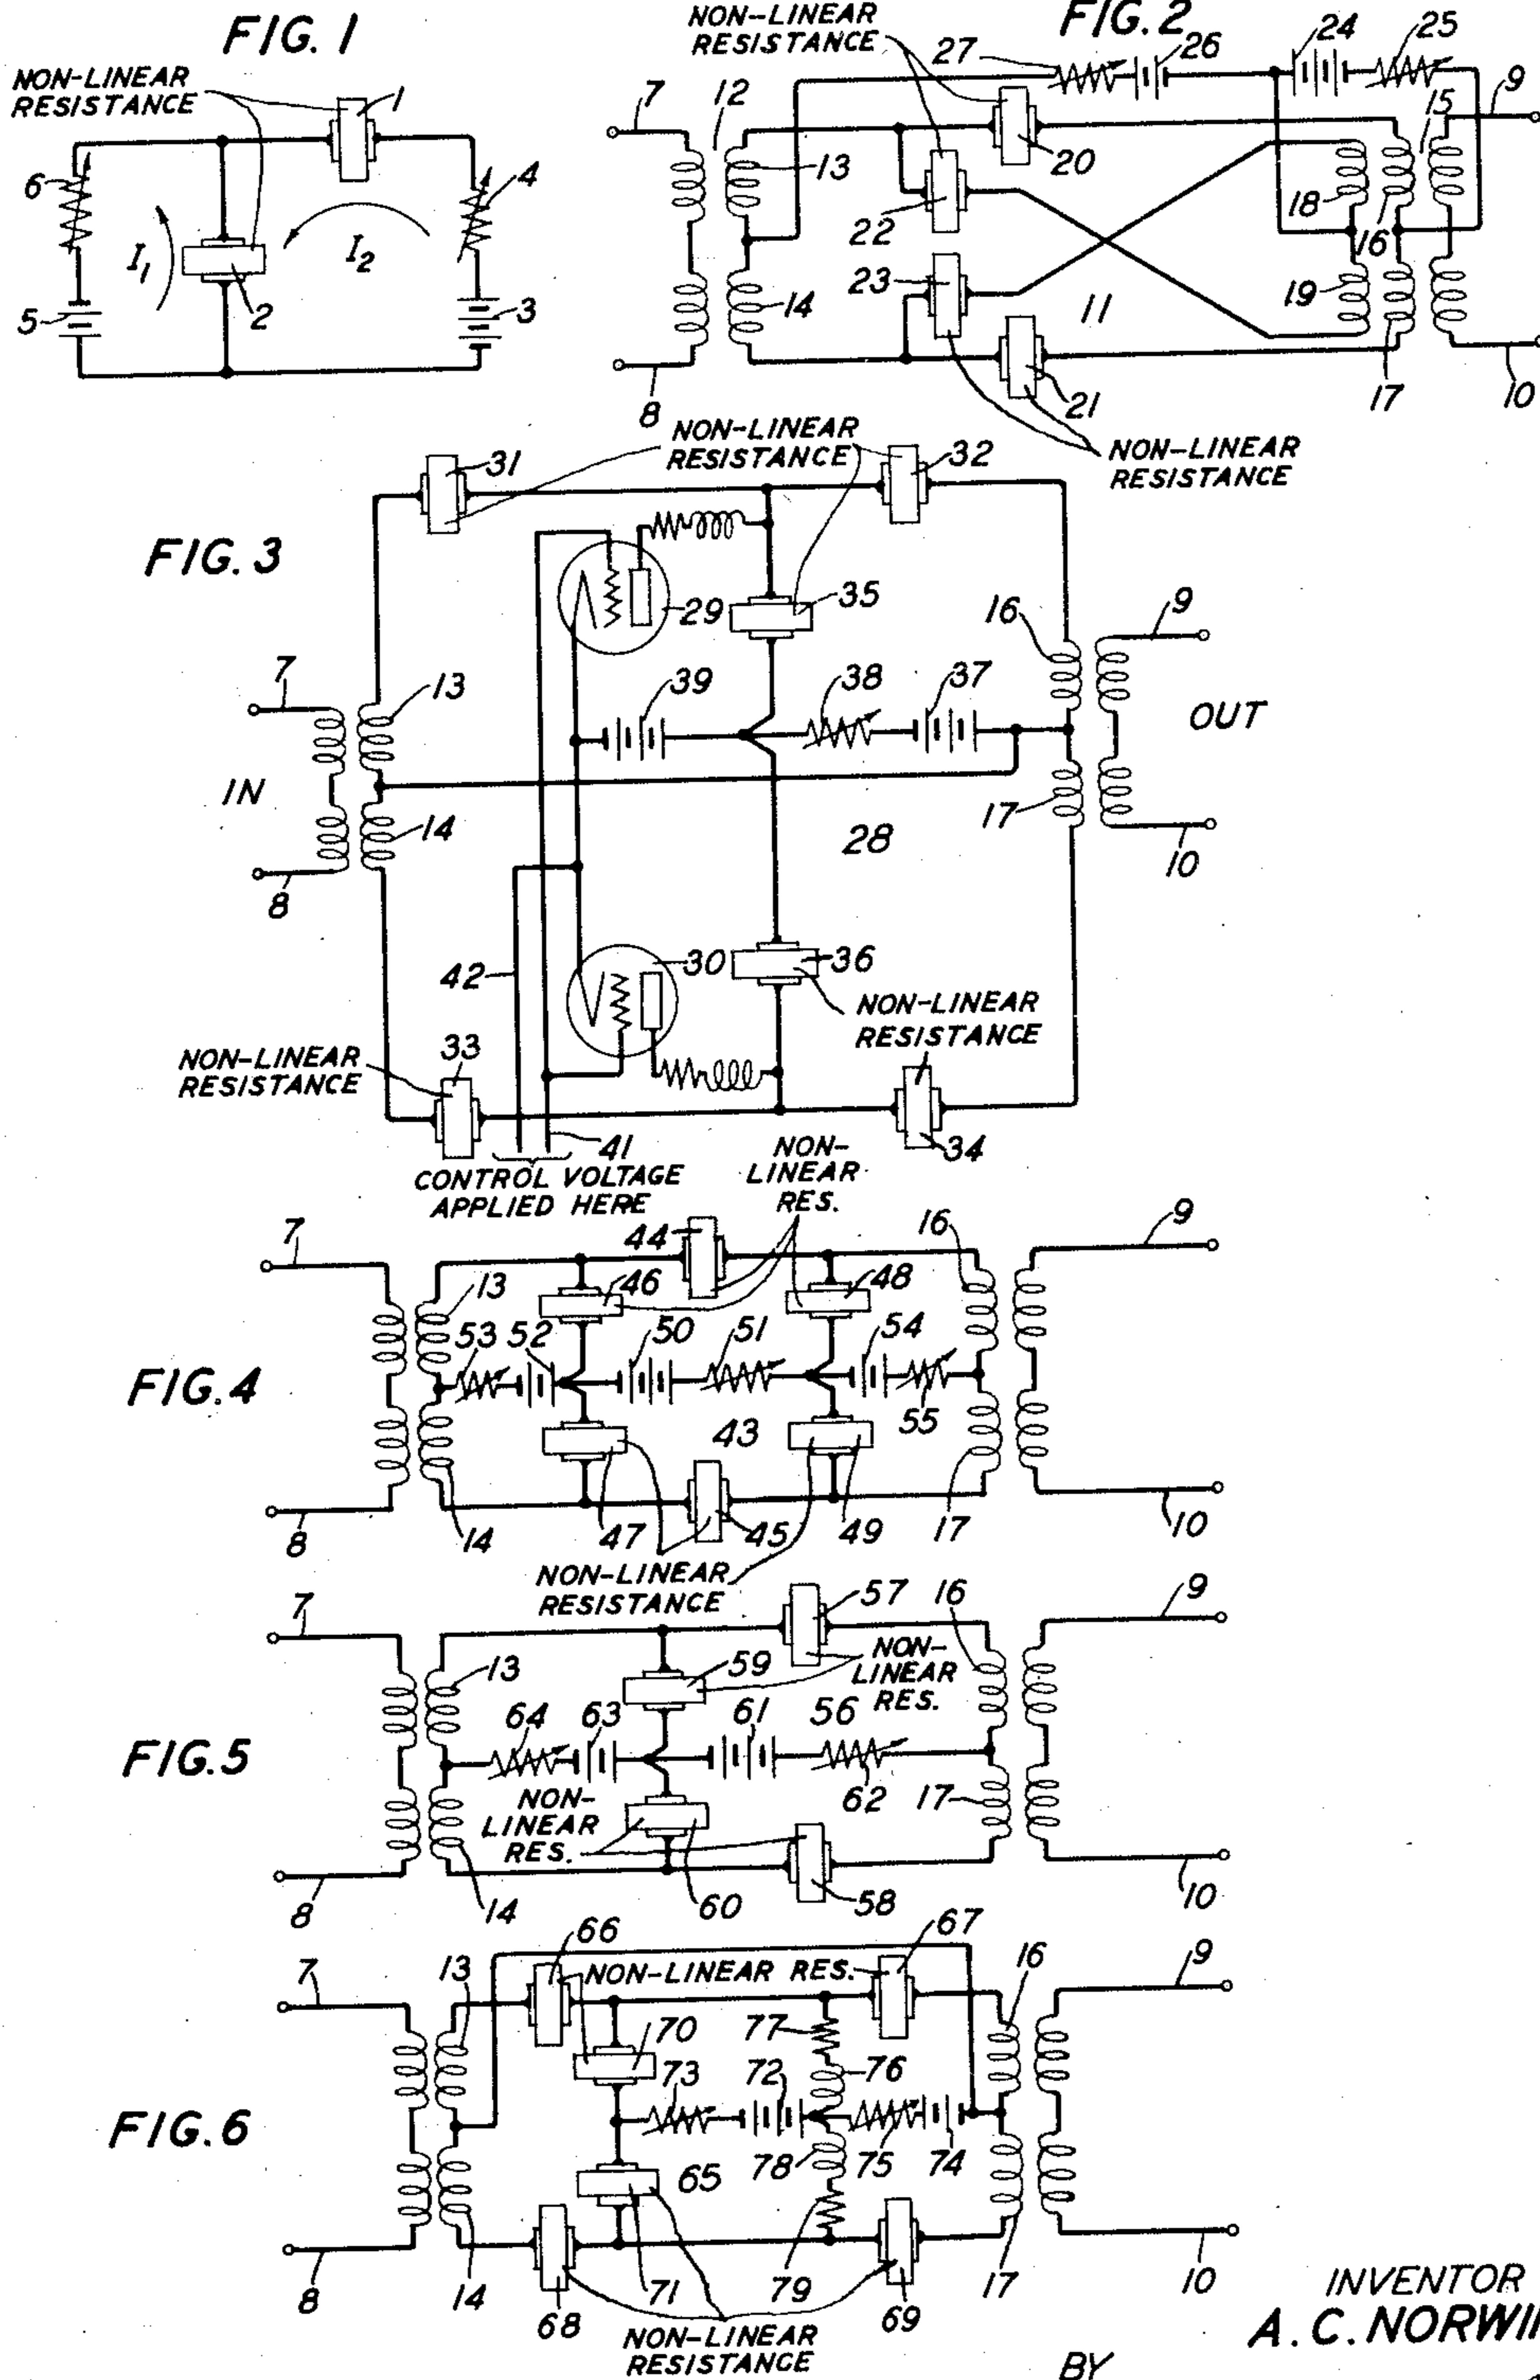 FIG. 1
NON-LINEAR
RESISTANCE
1
6
4
I₁
I₂
5
2
3
NON-LINEAR
RESISTANCE
FIG. 2
27
26
24
25
7
12
9
15
13
20
22
18
16
23
14
11
19
8
21
17
10
NON-LINEAR
RESISTANCE
NON-LINEAR
RESISTANCE
31
32
FIG. 3
29
35
16
9
7
13
39
38
37
OUT
IN
14
17
28
10
8
42
30
36
NON-LINEAR
RESISTANCE
33
NON-LINEAR
RESISTANCE
41
34
CONTROL VOLTAGE
APPLIED HERE
NON-
LINEAR
RES.
7
44
16
9
13
46
48
53
52
50
51
54
FIG. 4
43
55
8
14
47
45
49
17
10
NON-LINEAR
RESISTANCE
7
57
16
9
13
59
NON-
LINEAR
RES.
64
63
61
56
FIG. 5
62
17
NON-
LINEAR
RES.
8
14
60
58
10
66
67
7
13
NON-LINEAR RES.
16
9
70
77
73
72
76
FIG. 6
65
78
75
74
8
14
68
71
79
69
17
10
NON-LINEAR
RESISTANCE
INVENTOR
A. C. NORWI
BY